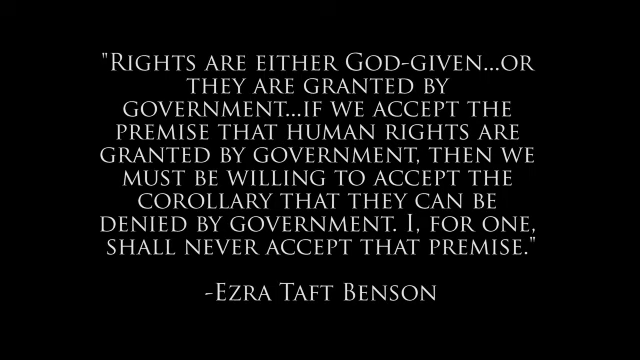 "Rights are either God-given...or
they are granted by
government...if we accept the
premise that human rights are
granted by government, then we
must be willing to accept the
corollary that they can be
denied by government. I, for one,
shall never accept that premise."
-Ezra Taft Benson